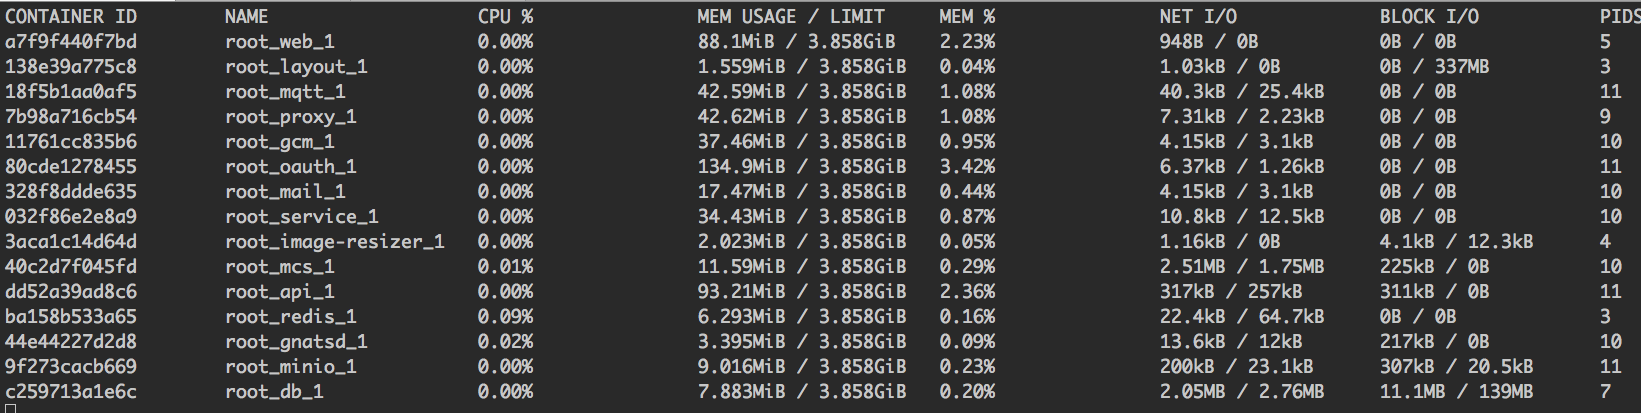 CONTAINER ID NAME CPU % MEM USAGE / LIMIT MEM % NET I/O BLOCK I/O PIDS
a7f9f440f7bd root_web_1 0.00% 88.1MiB / 3.858GiB 2.23% 948B / 0B 0B / 0B 5
138e39a775c8 root_layout_1 0.00% 1.559MiB / 3.858GiB 0.04% 1.03kB / 0B 0B / 337MB 3
18f5b1aa0af5 root_mqtt_1 0.00% 42.59MiB / 3.858GiB 1.08% 40.3kB / 25.4kB 0B / 0B 11
7b98a716cb54 root_proxy_1 0.00% 42.62MiB / 3.858GiB 1.08% 7.31kB / 2.23kB 0B / 0B 9
11761cc835b6 root_gcm_1 0.00% 37.46MiB / 3.858GiB 0.95% 4.15kB / 3.1kB 0B / 0B 10
80cde1278455 root_oauth_1 0.00% 134.9MiB / 3.858GiB 3.42% 6.37kB / 1.26kB 0B / 0B 11
328f8ddde635 root_mail_1 0.00% 17.47MiB / 3.858GiB 0.44% 4.15kB / 3.1kB 0B / 0B 10
032f86e2e8a9 root_service_1 0.00% 34.43MiB / 3.858GiB 0.87% 10.8kB / 12.5kB 0B / 0B 10
3aca1c14d64d root_image-resizer_1 0.00% 2.023MiB / 3.858GiB 0.05% 1.16kB / 0B 4.1kB / 12.3kB 4
40c2d7f045fd root_mcs_1 0.01% 11.59MiB / 3.858GiB 0.29% 2.51MB / 1.75MB 225kB / 0B 10
dd52a39ad8c6 root_api_1 0.00% 93.21MiB / 3.858GiB 2.36% 317kB / 257kB 311kB / 0B 11
ba158b533a65 root_redis_1 0.09% 6.293MiB / 3.858GiB 0.16% 22.4kB / 64.7kB 0B / 0B 3
44e44227d2d8 root_gnatsd_1 0.02% 3.395MiB / 3.858GiB 0.09% 13.6kB / 12kB 217kB / 0B 10
9f273cacb669 root_minio_1 0.00% 9.016MiB / 3.858GiB 0.23% 200kB / 23.1kB 307kB / 20.5kB 11
c259713a1e6c root_db_1 0.00% 7.883MiB / 3.858GiB 0.20% 2.05MB / 2.76MB 11.1MB / 139MB 7